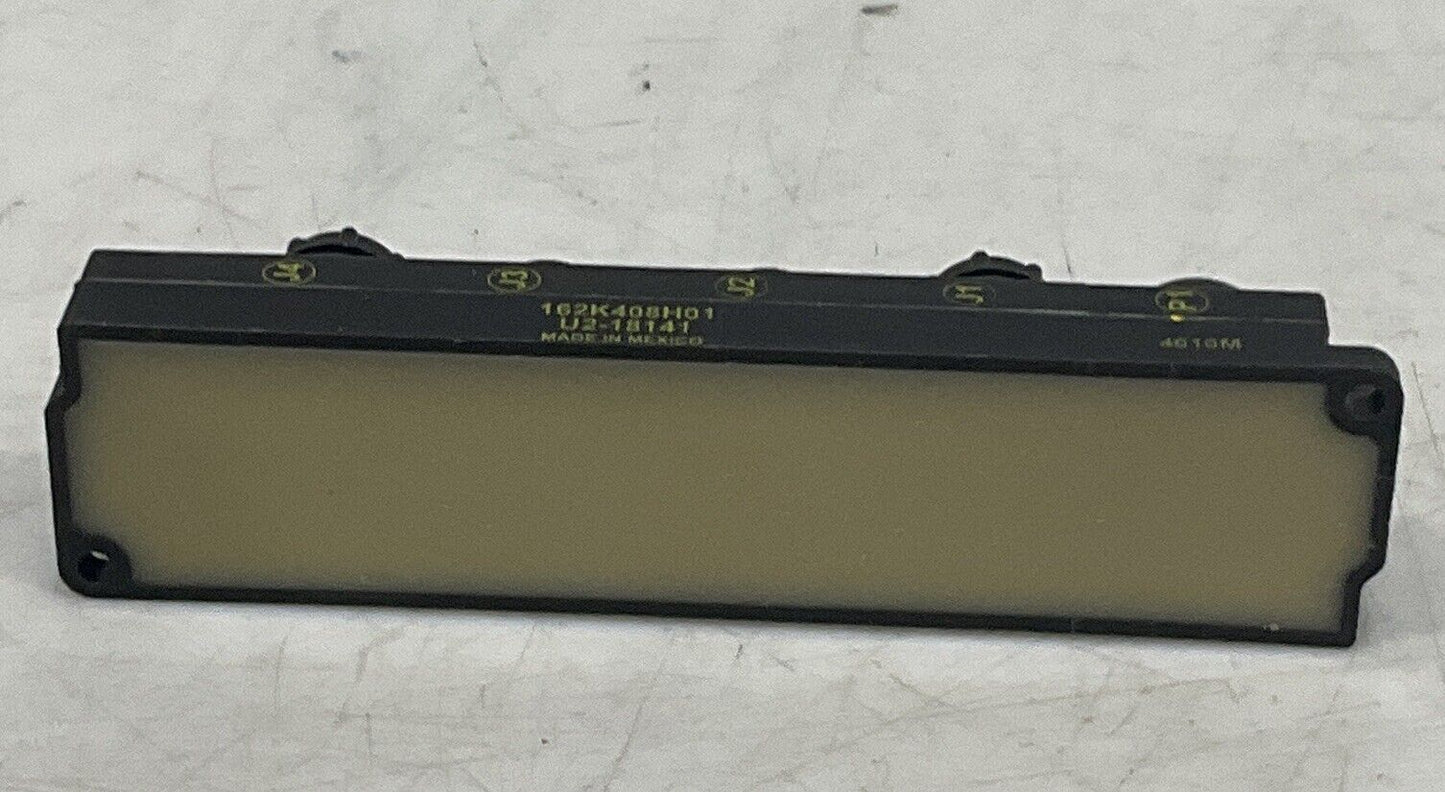 J4 J3 J2 J1 P1
162K408H01
U2-18141
MADE IN MEXICO
4616M